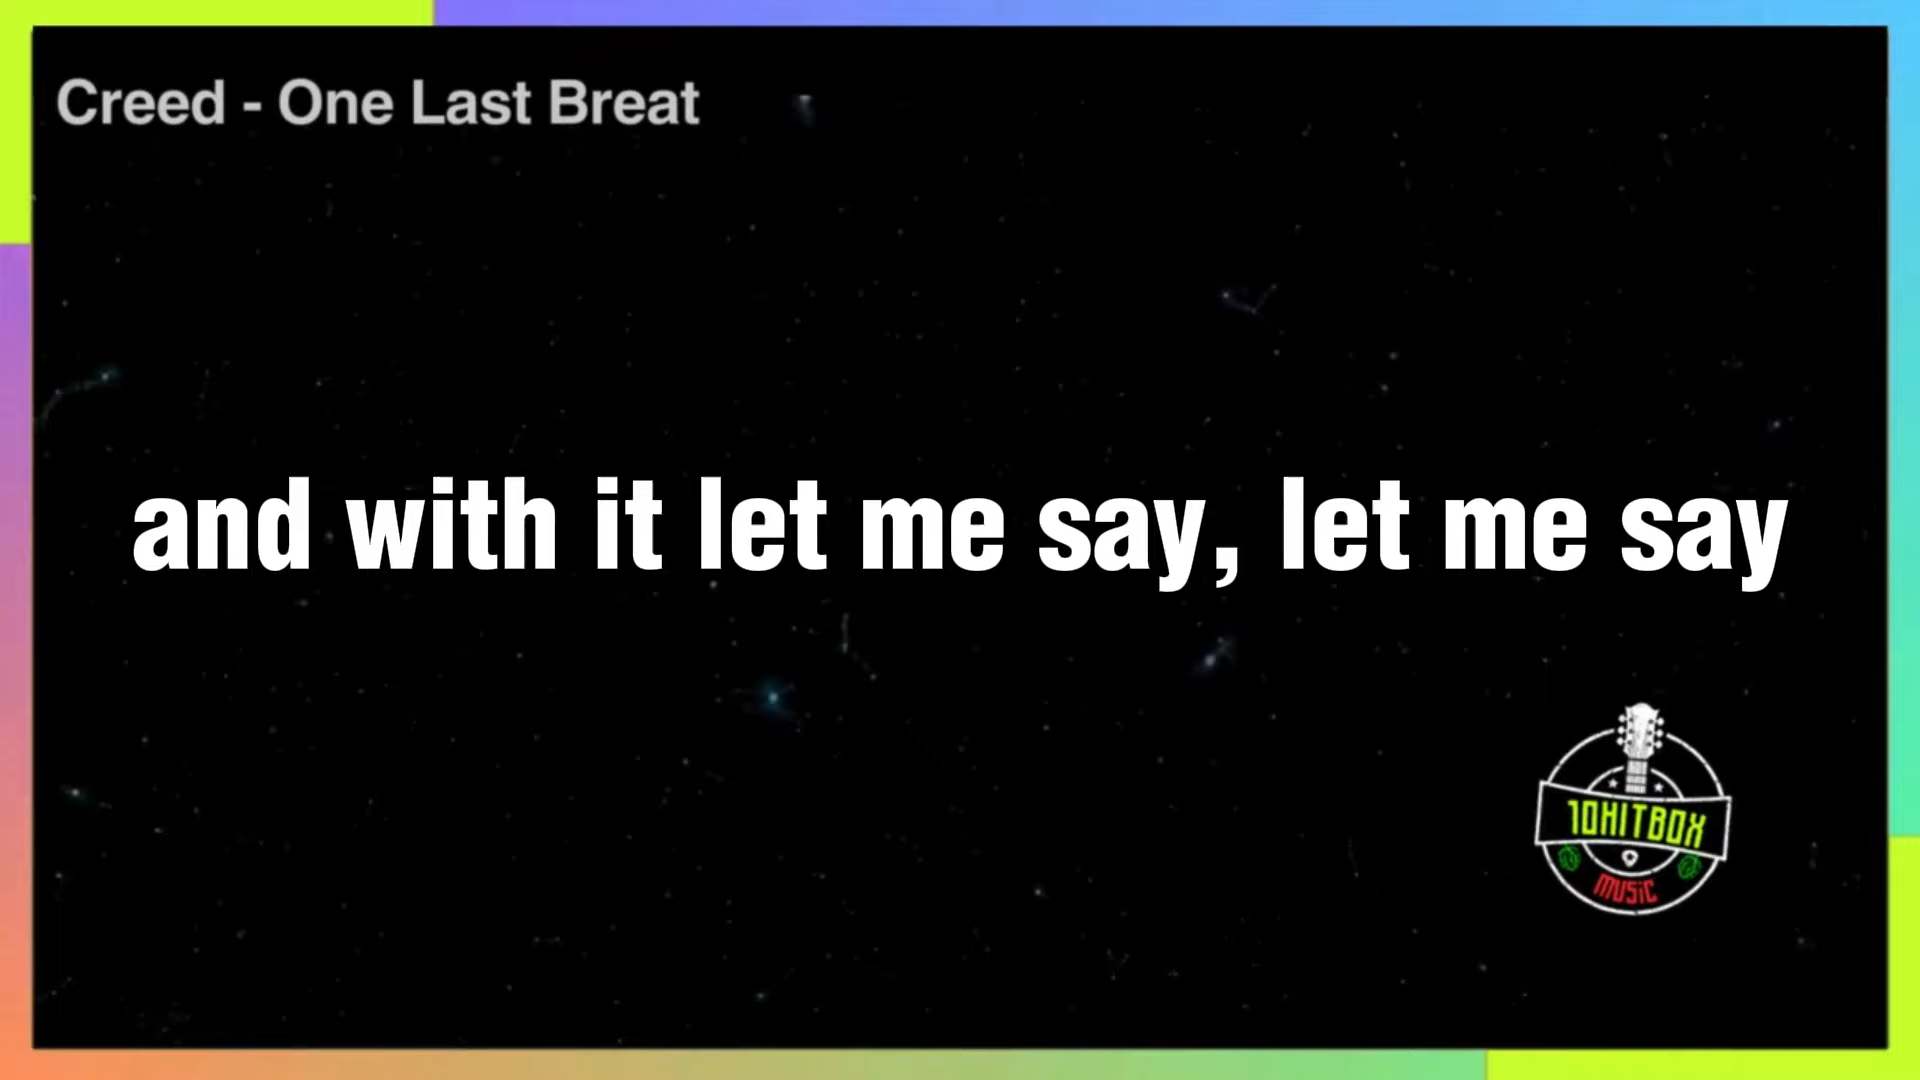 Creed - One Last Breat
and with it let me say, let me say
10HITBOX
MUSIC